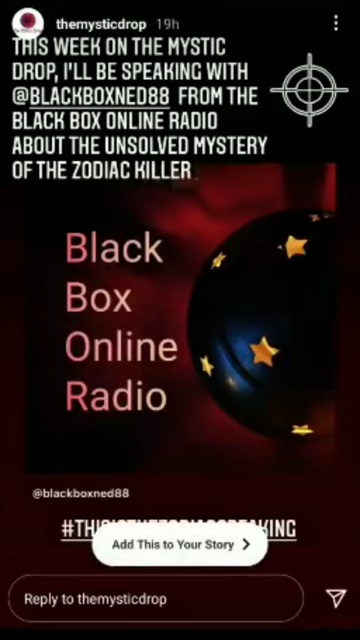 themysticdrop 19h
THIS WEEK ON THE MYSTIC
DROP, I'LL BE SPEAKING WITH
@BLACKBOXNED88 FROM THE
BLACK BOX ONLINE RADIO
ABOUT THE UNSOLVED MYSTERY
OF THE ZODIAC KILLER
Black
Box
Online
Radio
@blackboxned88
Add This to Your Story
Reply to themysticdrop